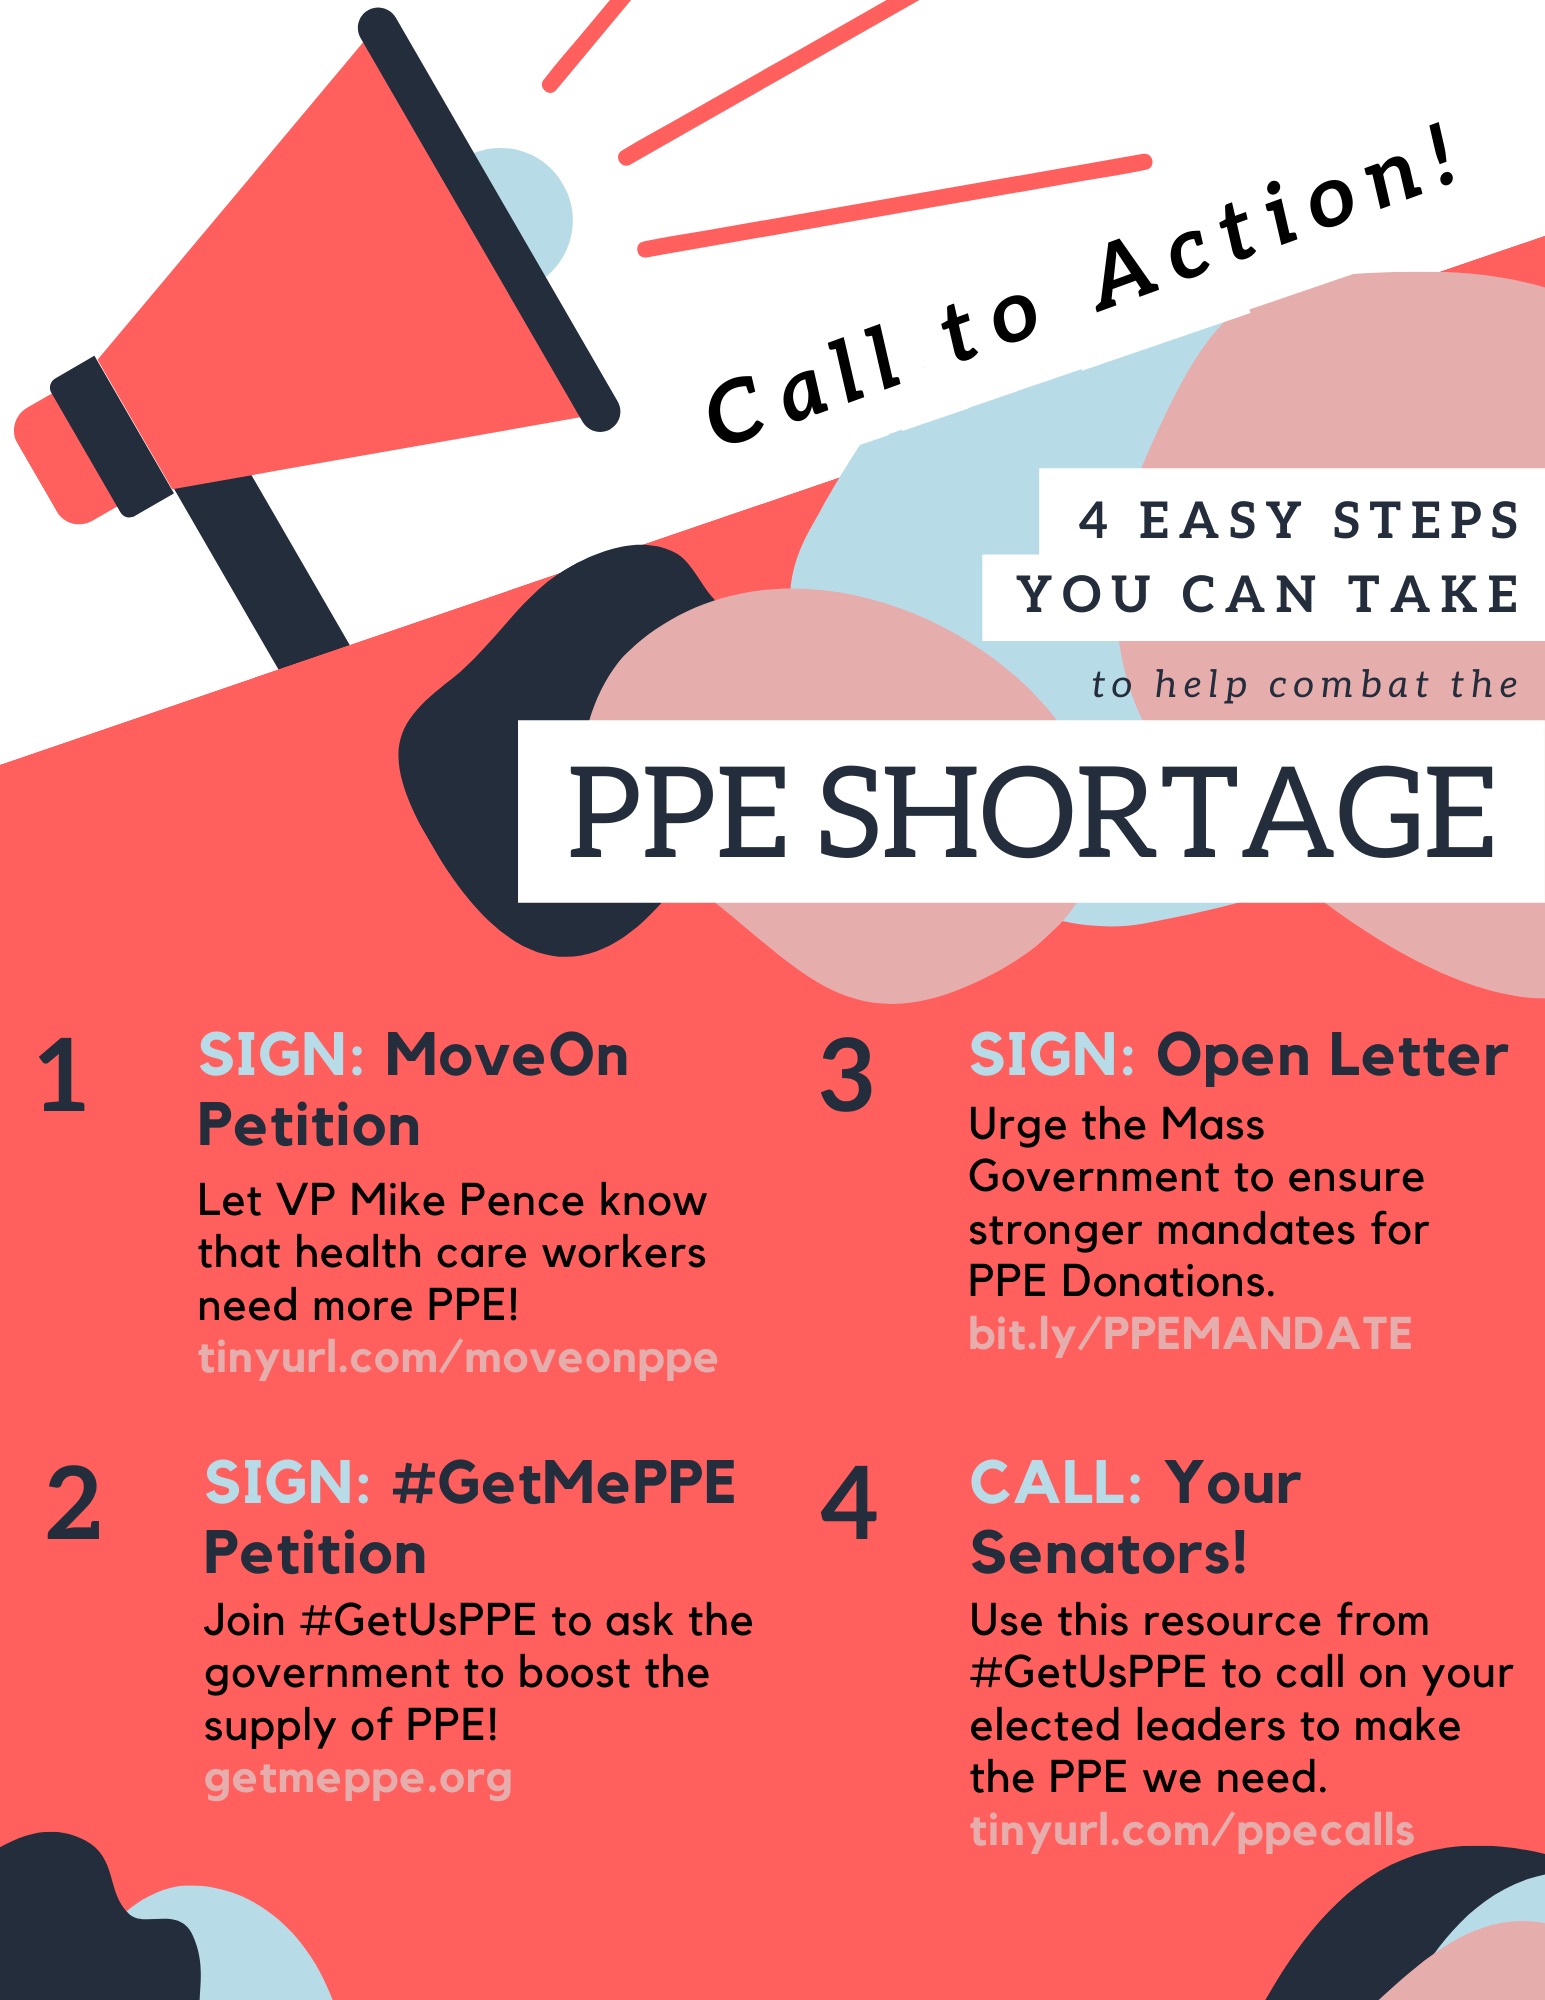 Call to Action!
4 EASY STEPS
YOU CAN TAKE
to help combat the
PPE SHORTAGE
1
SIGN: MoveOn
Petition
Let VP Mike Pence know
that health care workers
need more PPE!
tinyurl.com/moveonppe
2
SIGN: #GetMePPE
Petition
Join #GetUsPPE to ask the
government to boost the
supply of PPE!
getmeppe.org
3
SIGN: Open Letter
Urge the Mass
Government to ensure
stronger mandates for
PPE Donations.
bit.ly/PPEMANDATE
4
CALL: Your
Senators!
Use this resource from
#GetUsPPE to call on your
elected leaders to make
the PPE we need.
tinyurl.com/ppecalls